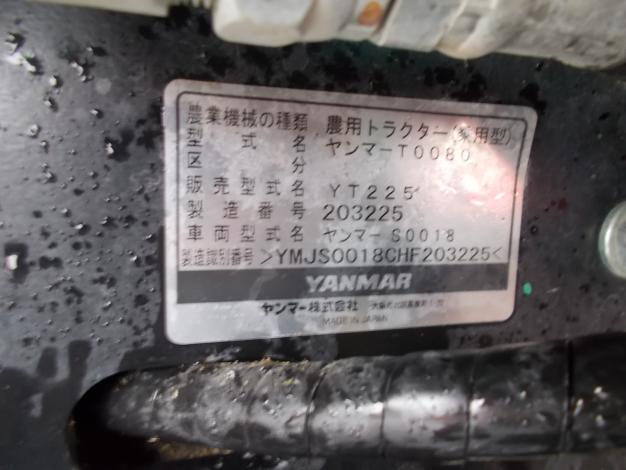 農業機械の種類 農用トラクター(乗用型)
型式名 ヤンマーT0080
区分
販売型式名 YT225
製造番号 203225
車両型式名 ヤンマーS0018
製造識別番号 >YMJS0018CHF203225<
YANMAR
ヤンマー株式会社
MADE IN JAPAN